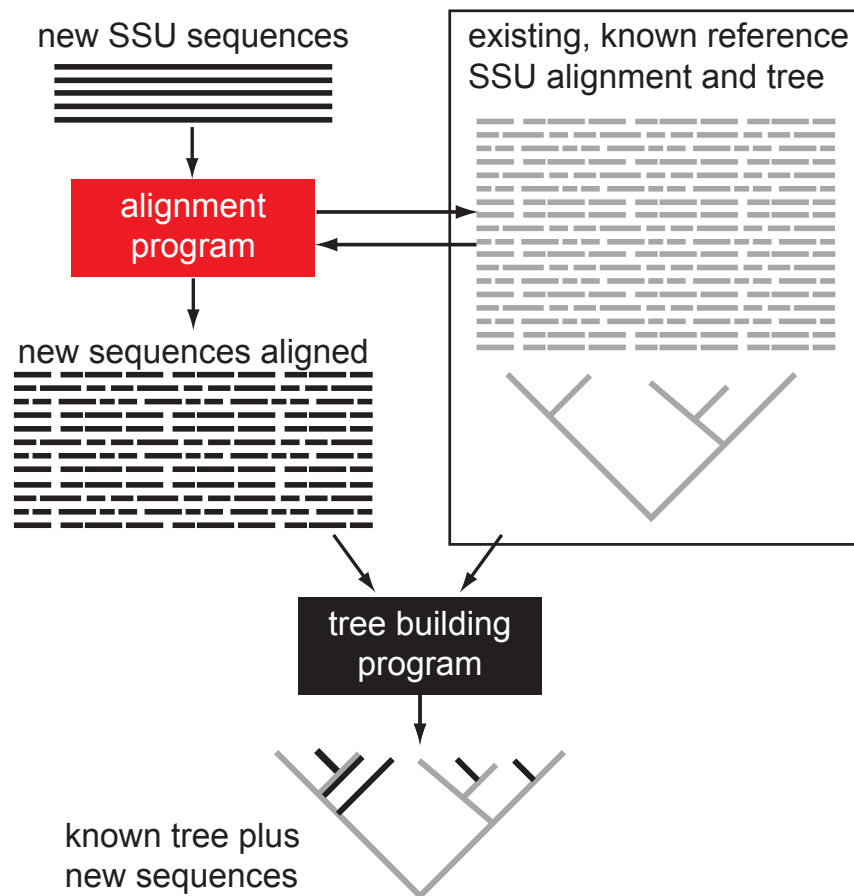 new SSU sequences
existing, known reference
SSU alignment and tree
alignment
program
new sequences aligned
tree building
program
known tree plus
new sequences